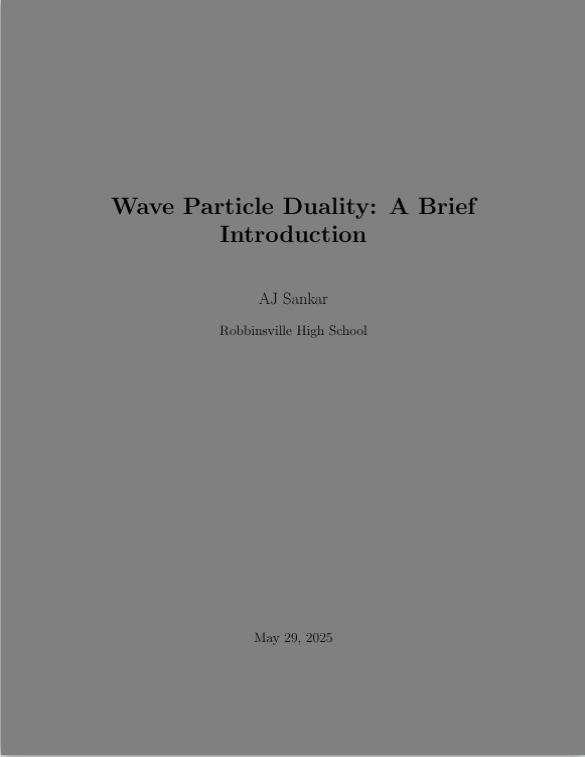 Wave Particle Duality: A Brief
Introduction
AJ Sankar
Robbinsville High School
May 29, 2025